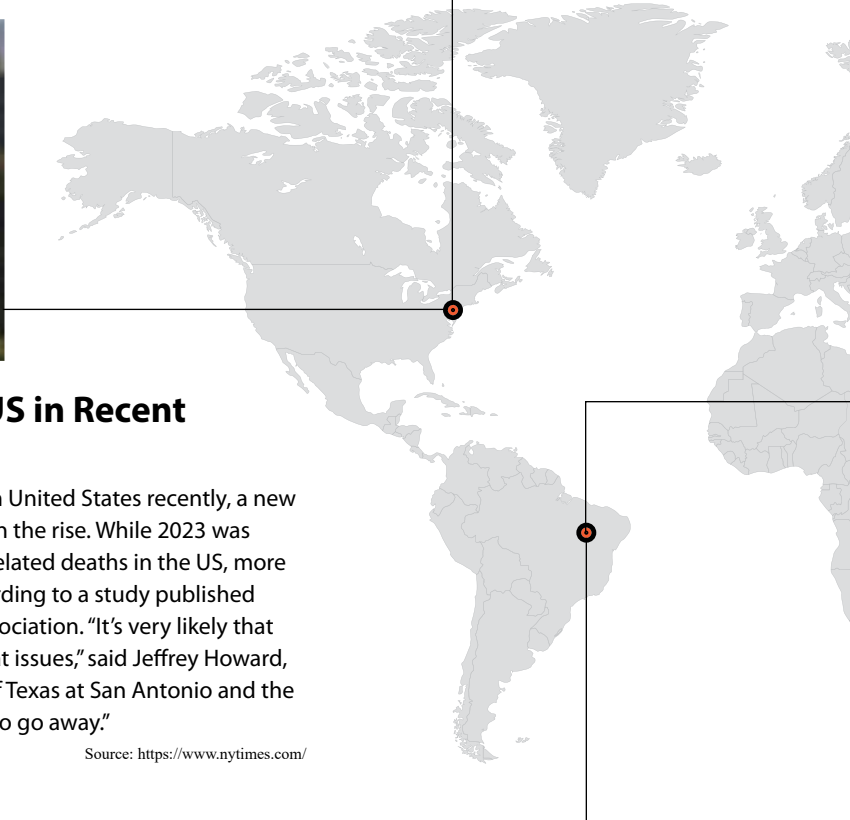 US in Recent
United States recently, a new
n the rise. While 2023 was
elated deaths in the US, more
rding to a study published
ociation. “It’s very likely that
at issues,” said Jeffrey Howard,
f Texas at San Antonio and the
o go away.”
Source: https://www.nytimes.com/